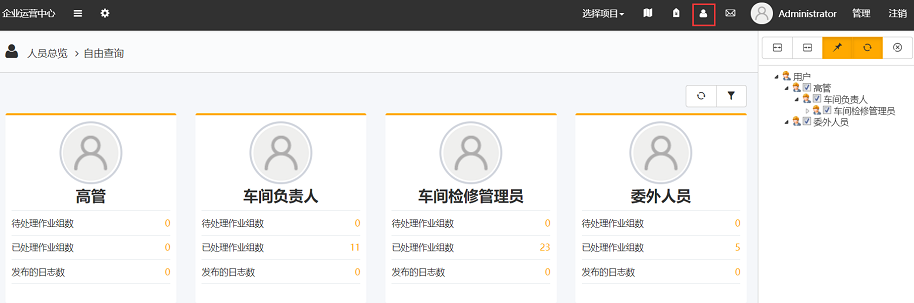 企业运营中心 选择项目 Administrator 管理 注销
人员总览 > 自由查询
用户
高管
车间负责人
车间检修管理员
委外人员
高管 车间负责人 车间检修管理员 委外人员
待处理作业组数 0 待处理作业组数 0 待处理作业组数 0 待处理作业组数 0
已处理作业组数 0 已处理作业组数 11 已处理作业组数 23 已处理作业组数 5
发布的日志数 0 发布的日志数 0 发布的日志数 0 发布的日志数 0